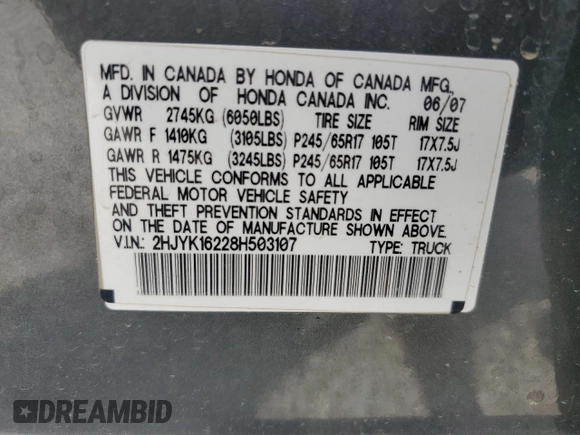 MFD. IN CANADA BY HONDA OF CANADA MFG.,
A DIVISION OF HONDA CANADA INC. 06/07
GVWR 2745KG (6050LBS) TIRE SIZE RIM SIZE
GAWR F 1410KG (3105LBS) P245/65R17 105T 17X7.5J
GAWR R 1475KG (3245LBS) P245/65R17 105T 17X7.5J
THIS VEHICLE CONFORMS TO ALL APPLICABLE
FEDERAL MOTOR VEHICLE SAFETY
AND THEFT PREVENTION STANDARDS IN EFFECT
ON THE DATE OF MANUFACTURE SHOWN ABOVE.
V.I.N.: 2HJYK16228H503107 TYPE: TRUCK
DREAMBID